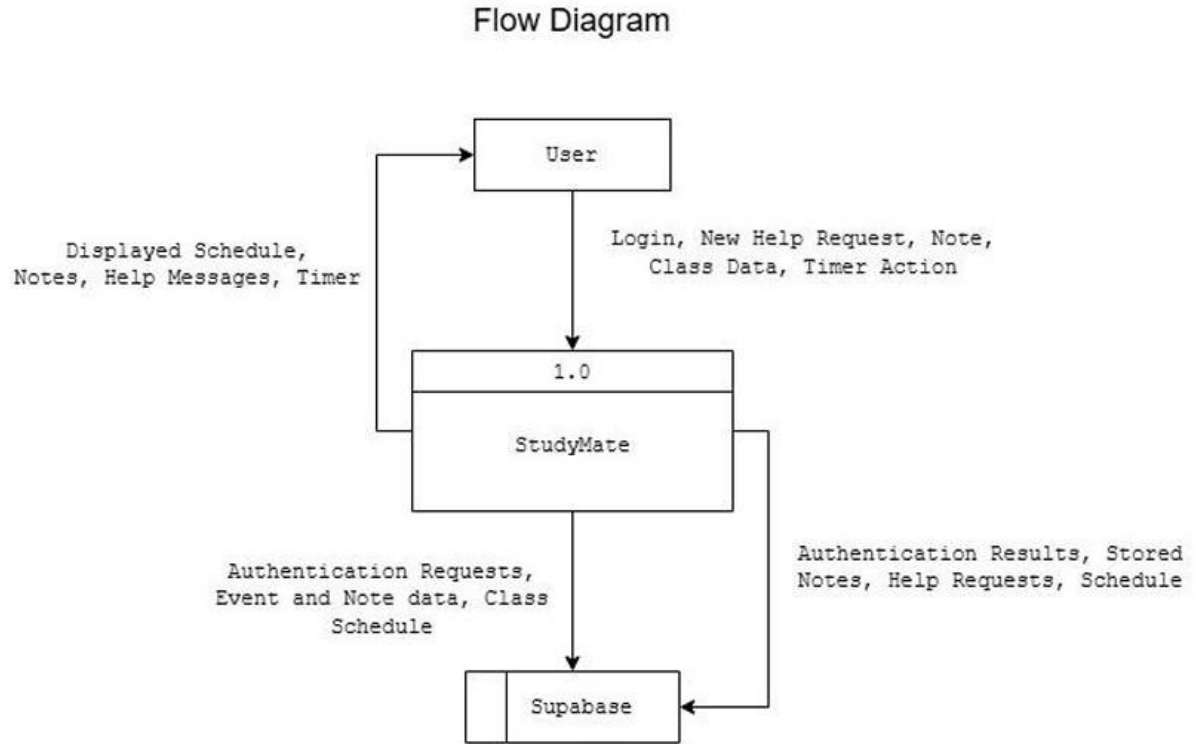 Flow Diagram
User
Displayed Schedule,
Notes, Help Messages, Timer
Login, New Help Request, Note,
Class Data, Timer Action
1.0
StudyMate
Authentication Requests,
Event and Note data, Class
Schedule
Authentication Results, Stored
Notes, Help Requests, Schedule
Supabase